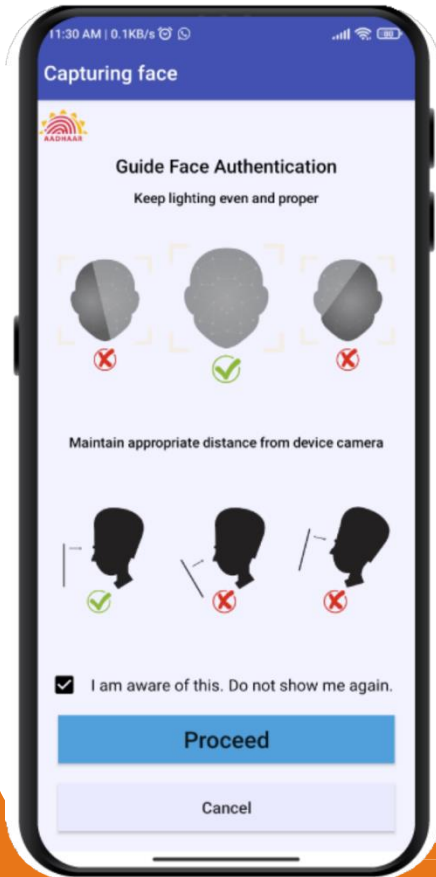 11:30 AM | 0.1KB/s
80
Capturing face
AADHAAR
Guide Face Authentication
Keep lighting even and proper
Maintain appropriate distance from device camera
I am aware of this. Do not show me again.
Proceed
Cancel